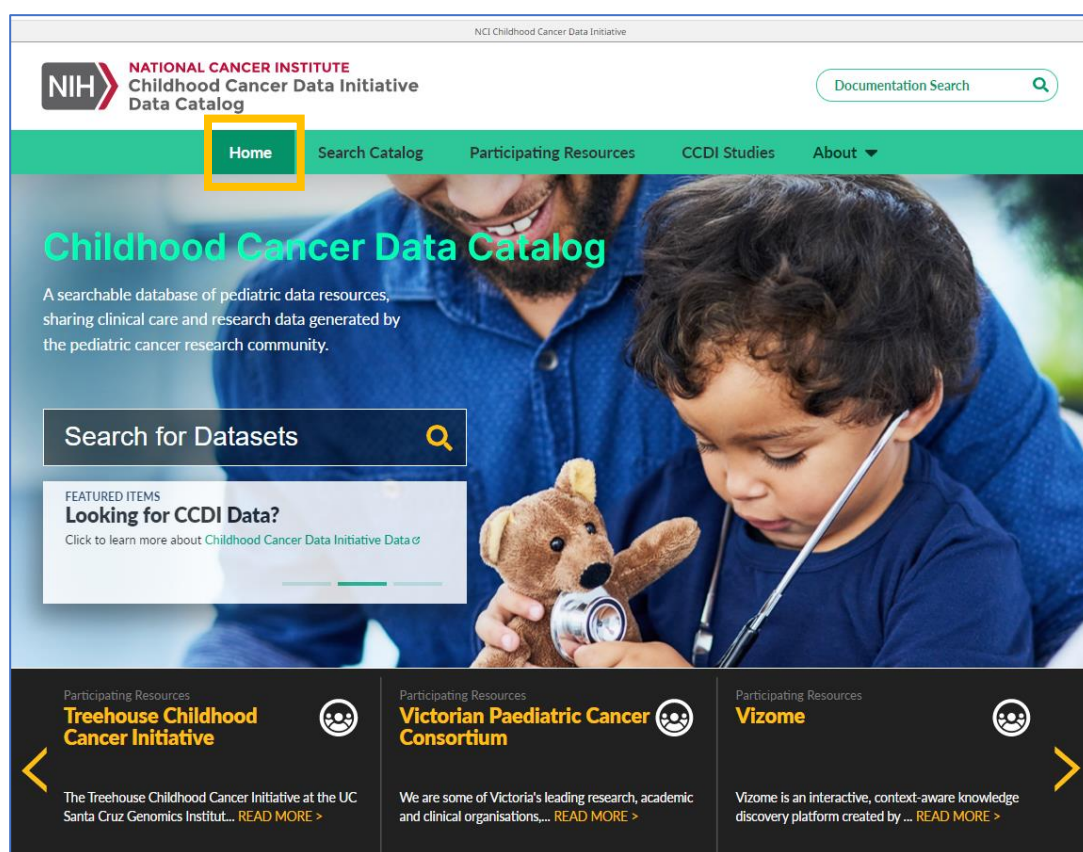 NCI Childhood Cancer Data Initiative
NIH
NATIONAL CANCER INSTITUTE
Childhood Cancer Data Initiative
Data Catalog
Documentation Search
Home
Search Catalog
Participating Resources
CCDI Studies
About
Childhood Cancer Data Catalog
A searchable database of pediatric data resources,
sharing clinical care and research data generated by
the pediatric cancer research community.
Search for Datasets
FEATURED ITEMS
Looking for CCDI Data?
Click to learn more about Childhood Cancer Data Initiative Data
Participating Resources
Treehouse Childhood
Cancer Initiative
The Treehouse Childhood Cancer Initiative at the UC
Santa Cruz Genomics Institut... READ MORE >
Participating Resources
Victorian Paediatric Cancer
Consortium
We are some of Victoria's leading research, academic
and clinical organisations,... READ MORE >
Participating Resources
Vizome
Vizome is an interactive, context-aware knowledge
discovery platform created by ... READ MORE >